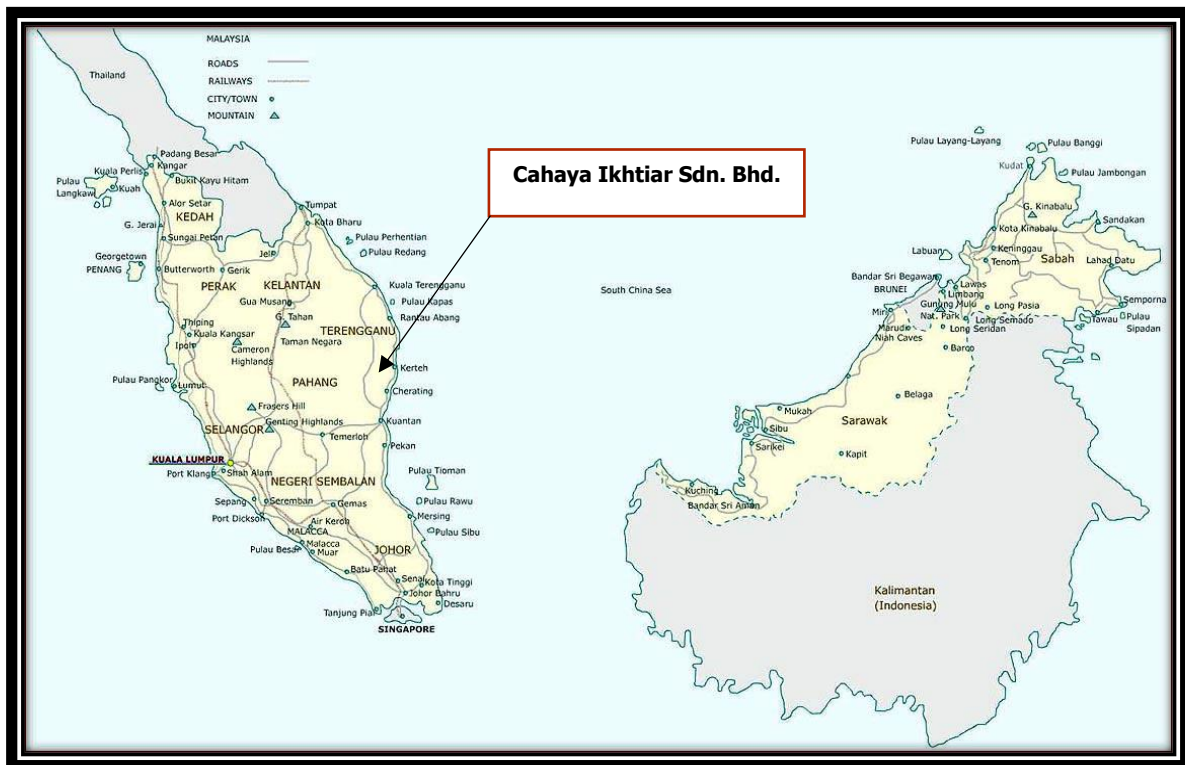 MALAYSIA
ROADS
RAILWAYS
CITY/TOWN
MOUNTAIN
Thailand
Cahaya Ikhtiar Sdn. Bhd.
Padang Besar
Kuala Perlis
Kangar
Bukit Kayu Hitam
Pulau
Langkawi
Kuah
Alor Setar
KEDAH
G. Jerai
Sungai Petan
Georgetown
PENANG
Butterworth
Gerik
PERAK
Tumpat
Kota Bharu
Pulau Perhentian
Pulau Redang
Jeli
KELANTAN
Gua Musang
G. Tahan
Taman Negara
Kuala Terengganu
Pulau Kapas
Rantau Abang
TERENGGANU
Thiping
Kuala Kangsar
Ipoh
Cameron
Highlands
Kerteh
Cherating
PAHANG
Pulau Pangkor
Lumut
Frasers Hill
Genting Highlands
SELANGOR
Temerloh
Kuantan
Pekan
KUALA LUMPUR
Port Klang
Shah Alam
NEGERI SEMBALAN
Pulau Tioman
Sepang
Seremban
Gemas
Pulau Rawu
Port Dickson
Air Keroh
MALACCA
Malacca
Mersing
Pulau Sibu
Pulau Besar
Muar
JOHOR
Batu Pahat
Senai
Kota Tinggi
Johor Bahru
Desaru
Tanjung Piai
SINGAPORE
South China Sea
Pulau Layang-Layang
Pulau Banggi
Kudat
Pulau Jambongan
G. Kinabalu
Sandakan
Kota Kinabalu
Labuan
Keningau
Tenom
Sabah
Lahad Datu
Bandar Sri Begawan
BRUNEI
Lawas
Limbang
Gunung Mulu
Nat. Park
Long Pasia
Semporna
Miri
Long Semado
Tawau
Pulau
Sipadan
Marudi
Niah Caves
Long Seridan
Bario
Belaga
Mukah
Sibu
Sarawak
Sarikei
Kapit
Kuching
Bandar Sri Aman
Kalimantan
(Indonesia)